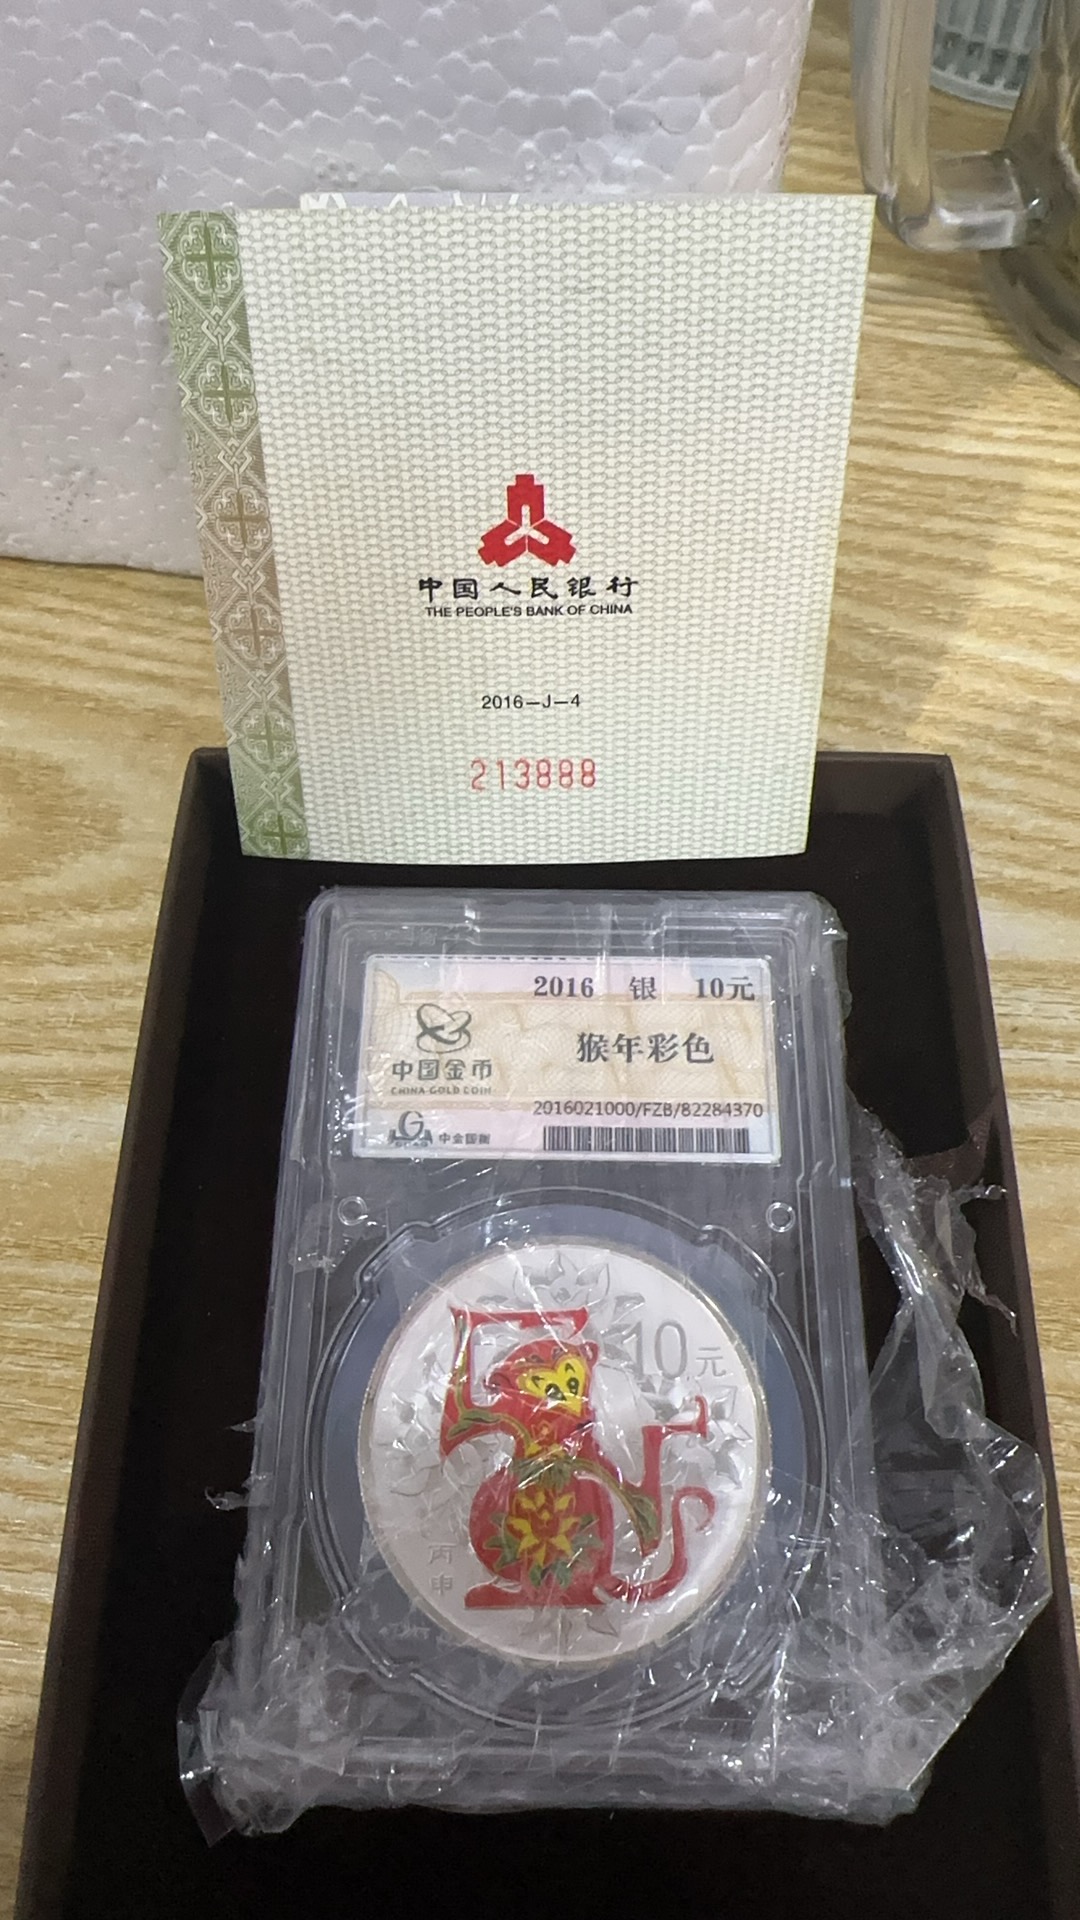 中国人民银行
THE PEOPLE'S BANK OF CHINA
2016-J-4
213888
2016 银 10元
猴年彩色
中国金币
CHINA GOLD COIN
2016021000/FZB/82284370
中金国衡
10元
丙
申